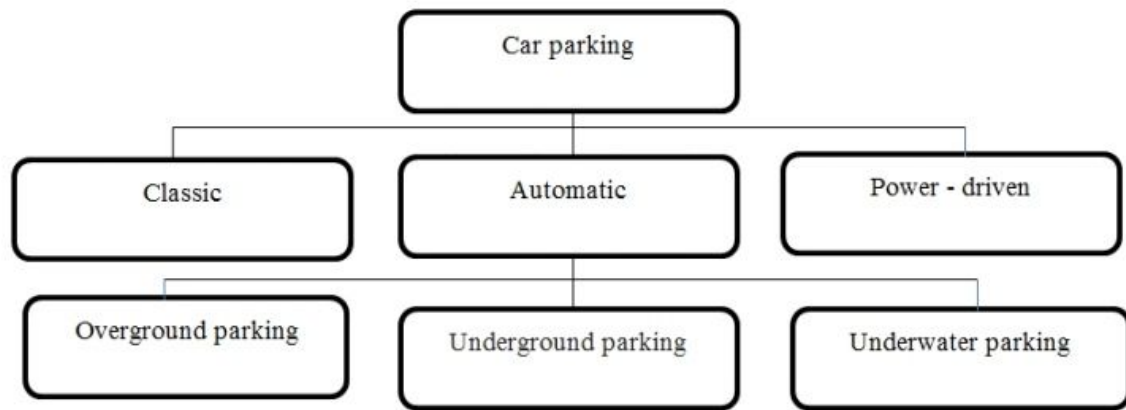 Car parking
Classic
Automatic
Power - driven
Overground parking
Underground parking
Underwater parking